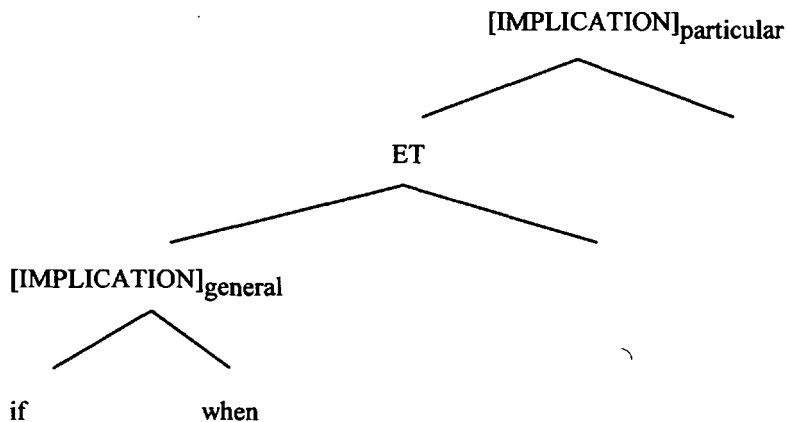 [IMPLICATION]particular
ET
[IMPLICATION]general
if when